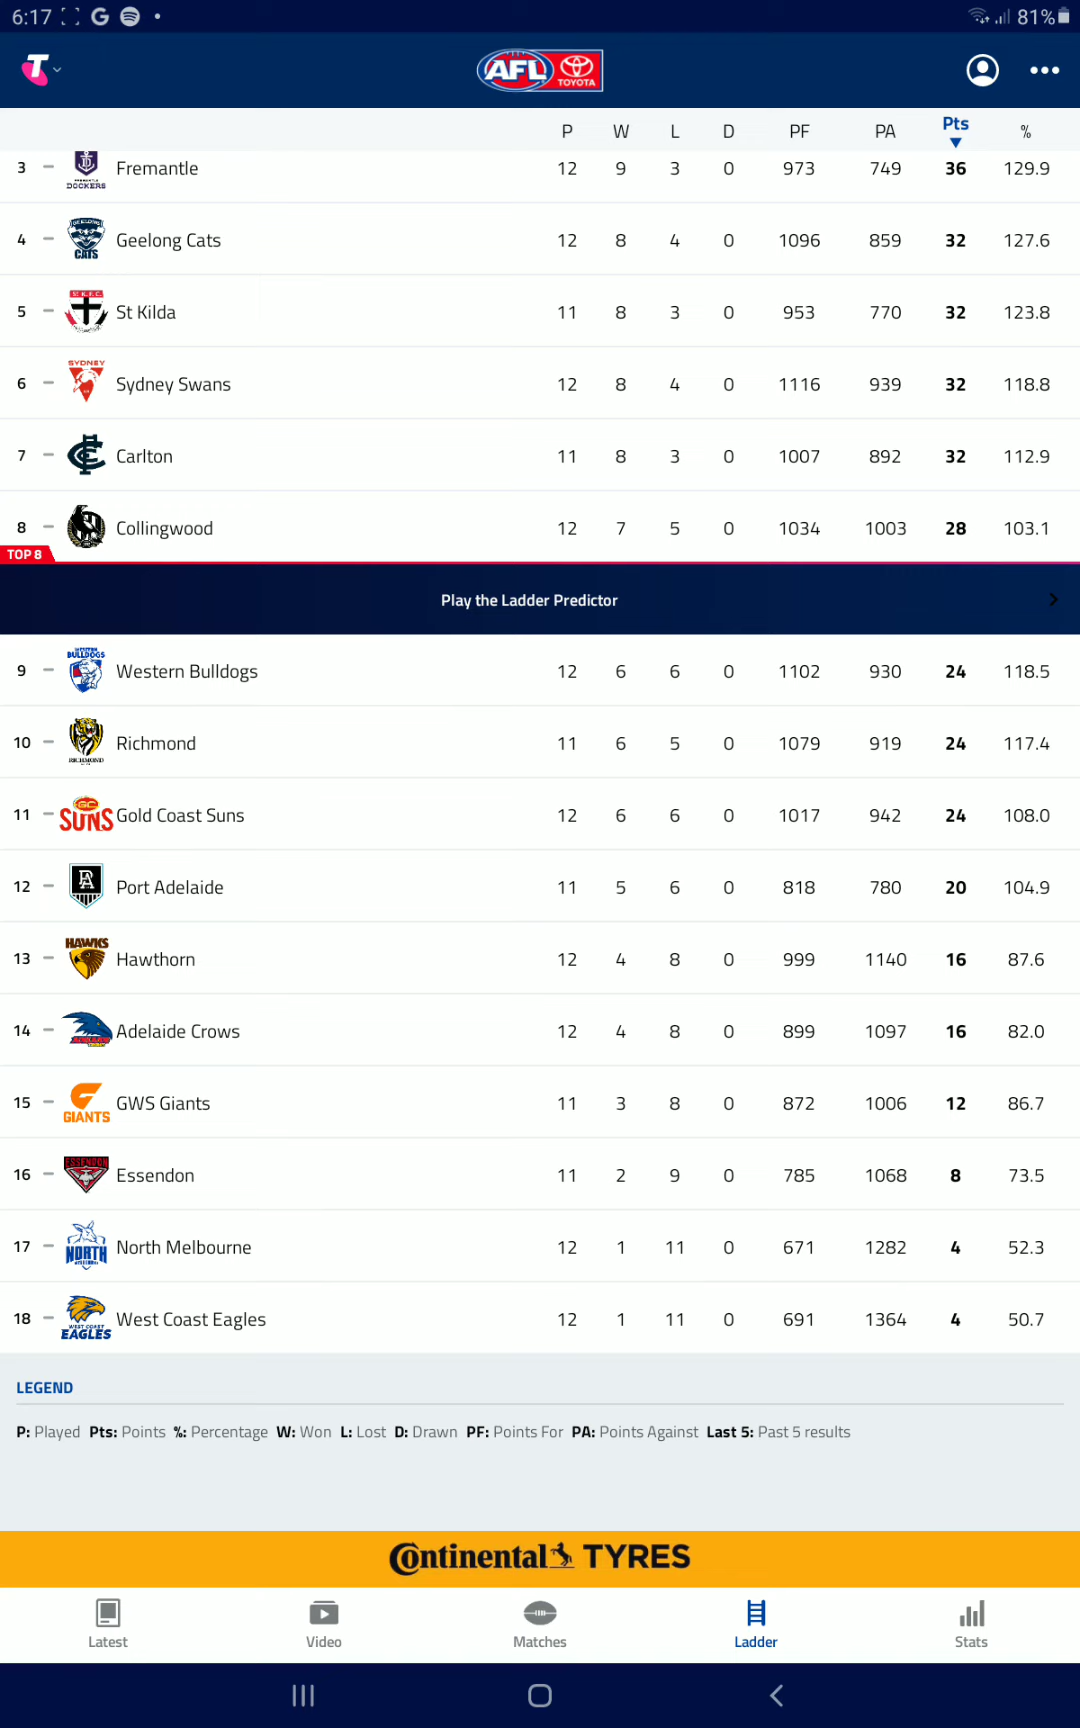 6:17 G 81%
T AFL TOYOTA
P W L D PF PA Pts %
3 DOCKERS Fremantle 12 9 3 0 973 749 36 129.9
4 CATS Geelong Cats 12 8 4 0 1096 859 32 127.6
5 St Kilda 11 8 3 0 953 770 32 123.8
6 SYDNEY Sydney Swans 12 8 4 0 1116 939 32 118.8
7 Carlton 11 8 3 0 1007 892 32 112.9
8 Collingwood 12 7 5 0 1034 1003 28 103.1
TOP 8
Play the Ladder Predictor
9 BULLDOGS Western Bulldogs 12 6 6 0 1102 930 24 118.5
10 RICHMOND Richmond 11 6 5 0 1079 919 24 117.4
11 GC SUNS Gold Coast Suns 12 6 6 0 1017 942 24 108.0
12 PA Port Adelaide 11 5 6 0 818 780 20 104.9
13 HAWKS Hawthorn 12 4 8 0 999 1140 16 87.6
14 Adelaide Crows 12 4 8 0 899 1097 16 82.0
15 GIANTS GWS Giants 11 3 8 0 872 1006 12 86.7
16 ESSENDON Essendon 11 2 9 0 785 1068 8 73.5
17 NORTH North Melbourne 12 1 11 0 671 1282 4 52.3
18 WEST COAST EAGLES West Coast Eagles 12 1 11 0 691 1364 4 50.7
LEGEND
P: Played Pts: Points %: Percentage W: Won L: Lost D: Drawn PF: Points For PA: Points Against Last 5: Past 5 results
Continental TYRES
Latest Video Matches Ladder Stats